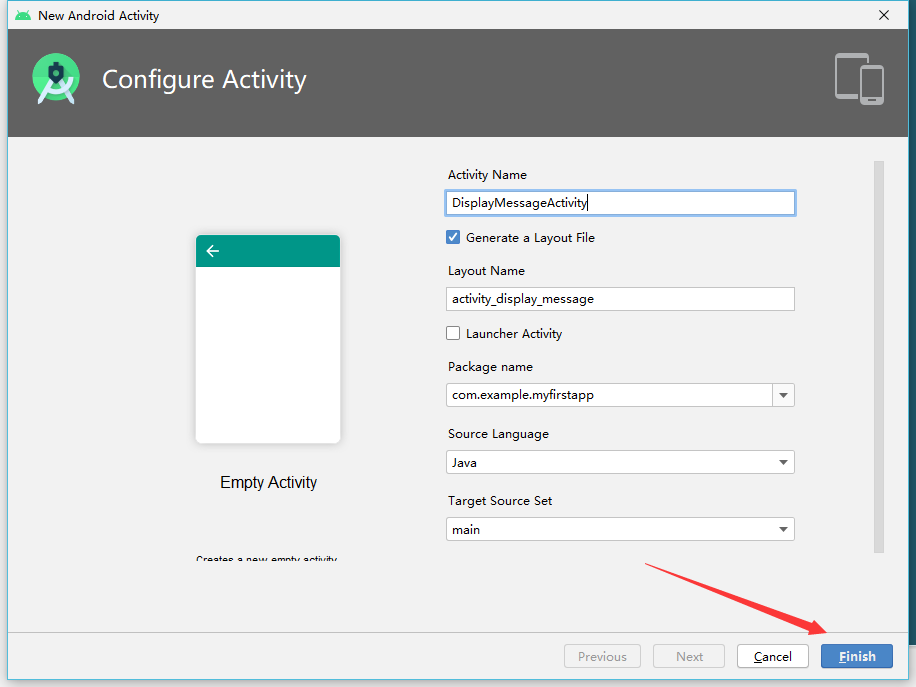 New Android Activity
Configure Activity
Activity Name
DisplayMessageActivity
Generate a Layout File
Layout Name
activity_display_message
Launcher Activity
Package name
com.example.myfirstapp
Source Language
Java
Target Source Set
main
Empty Activity
Creates a new empty activity
Previous
Next
Cancel
Finish